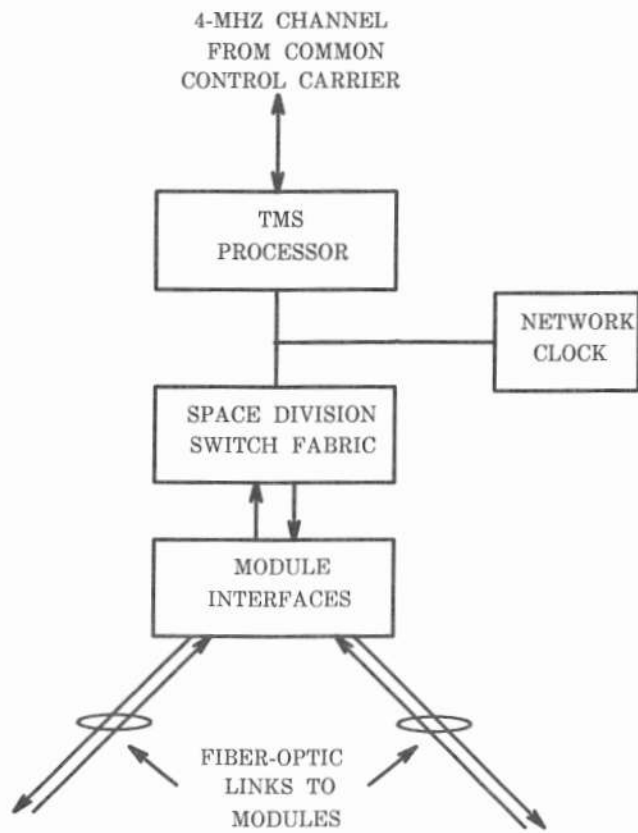 4-MHZ CHANNEL
FROM COMMON
CONTROL CARRIER
TMS
PROCESSOR
NETWORK
CLOCK
SPACE DIVISION
SWITCH FABRIC
MODULE
INTERFACES
FIBER-OPTIC
LINKS TO
MODULES